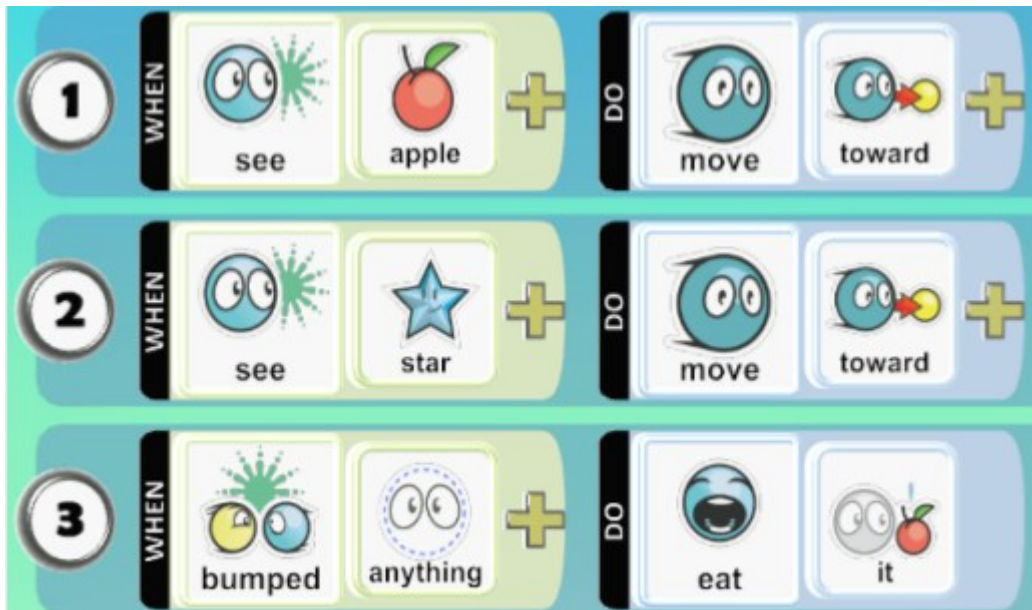 1 WHEN see apple DO move toward
2 WHEN see star DO move toward
3 WHEN bumped anything DO eat it